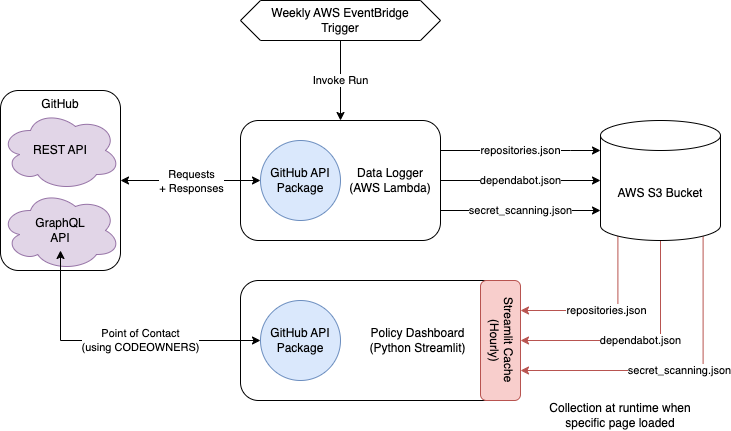 Weekly AWS EventBridge
Trigger
Invoke Run
GitHub
REST API
GraphQL
API
Requests
+ Responses
GitHub API
Package
Data Logger
(AWS Lambda)
repositories.json
dependabot.json
secret_scanning.json
AWS S3 Bucket
Point of Contact
(using CODEOWNERS)
GitHub API
Package
Policy Dashboard
(Python Streamlit)
Streamlit Cache
(Hourly)
repositories.json
dependabot.json
secret_scanning.json
Collection at runtime when
specific page loaded